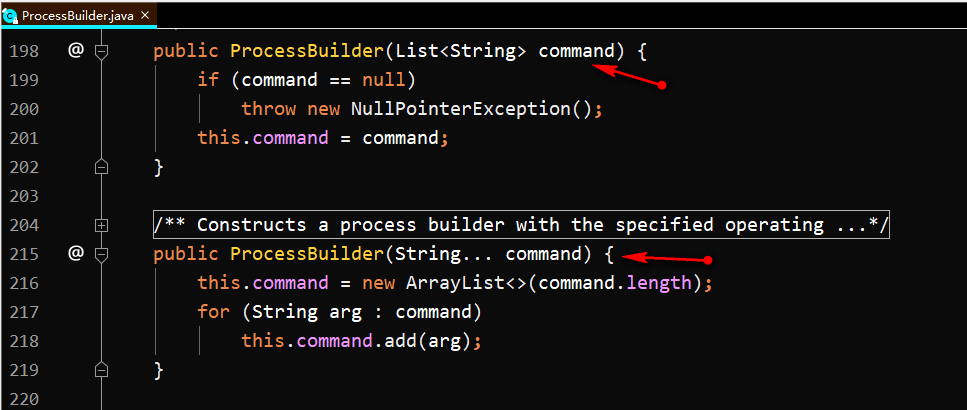 ProcessBuilder.java ×
198 @ public ProcessBuilder(List<String> command) {
199 if (command == null)
200 throw new NullPointerException();
201 this.command = command;
202 }
203
204 /** Constructs a process builder with the specified operating ...*/
215 @ public ProcessBuilder(String... command) {
216 this.command = new ArrayList<>(command.length);
217 for (String arg : command)
218 this.command.add(arg);
219 }
220